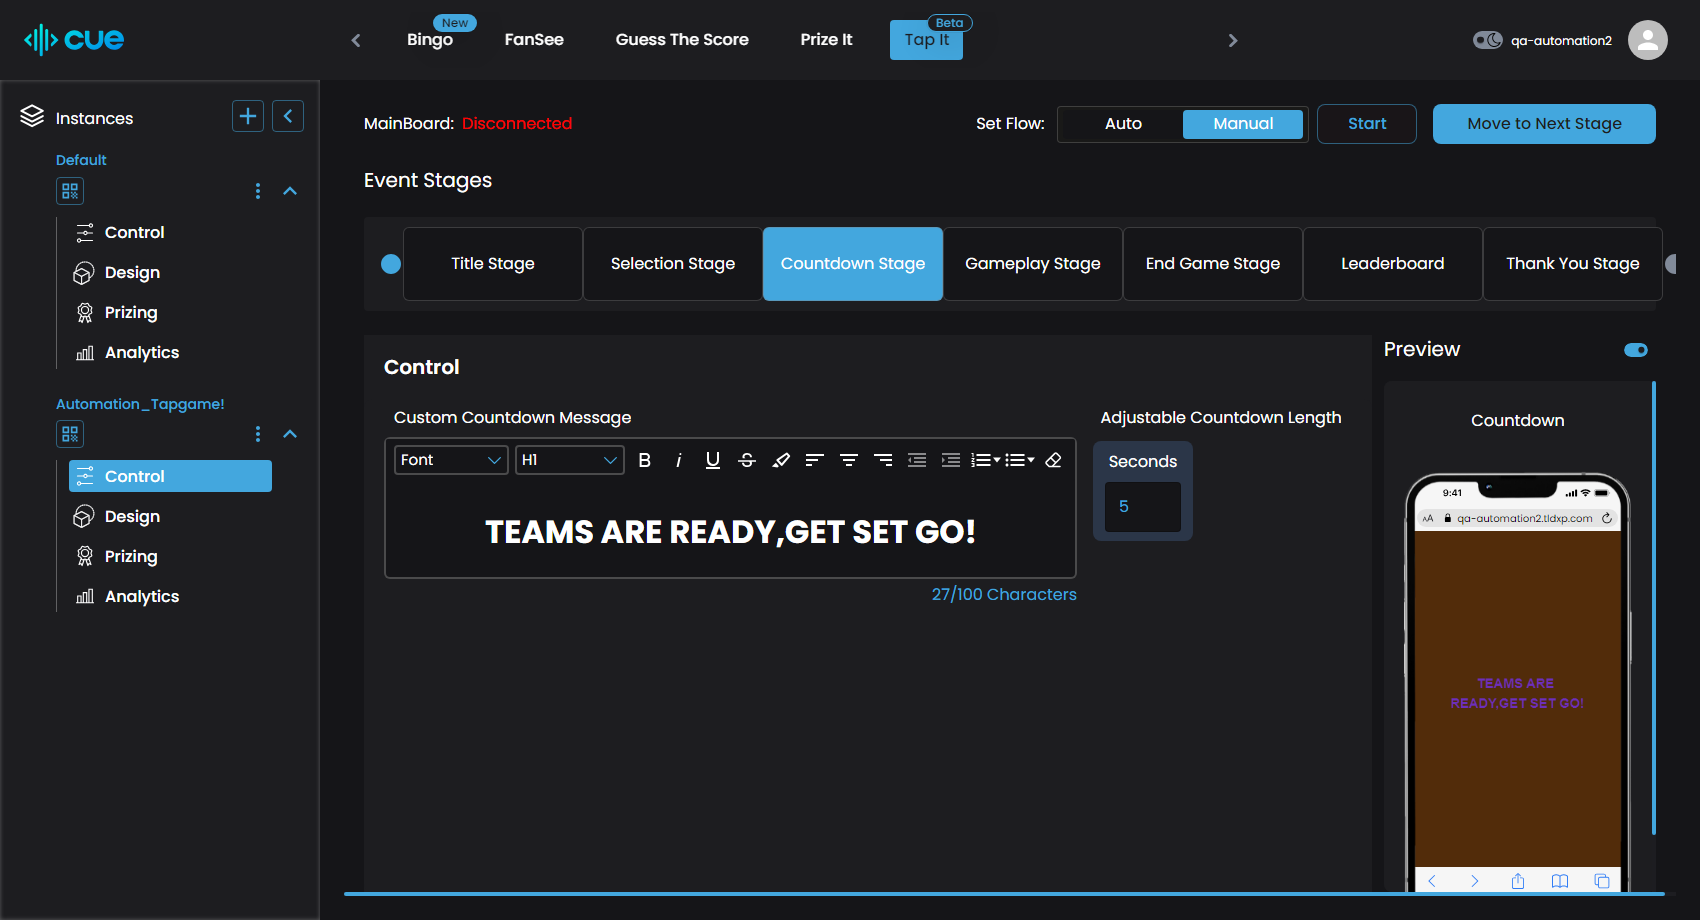 cue
Bingo
New
FanSee
Guess The Score
Prize It
Tap It
Beta
qa-automation2
Instances
Default
Control
Design
Prizing
Analytics
Automation_Tapgame!
Control
Design
Prizing
Analytics
MainBoard: Disconnected
Set Flow:
Auto
Manual
Start
Move to Next Stage
Event Stages
Title Stage
Selection Stage
Countdown Stage
Gameplay Stage
End Game Stage
Leaderboard
Thank You Stage
Control
Custom Countdown Message
Font
H1
B
i
U
S
TEAMS ARE READY,GET SET GO!
27/100 Characters
Adjustable Countdown Length
Seconds
5
Preview
Countdown
9:41
AA
qa-automation2.tldxp.com
TEAMS ARE
READY,GET SET GO!